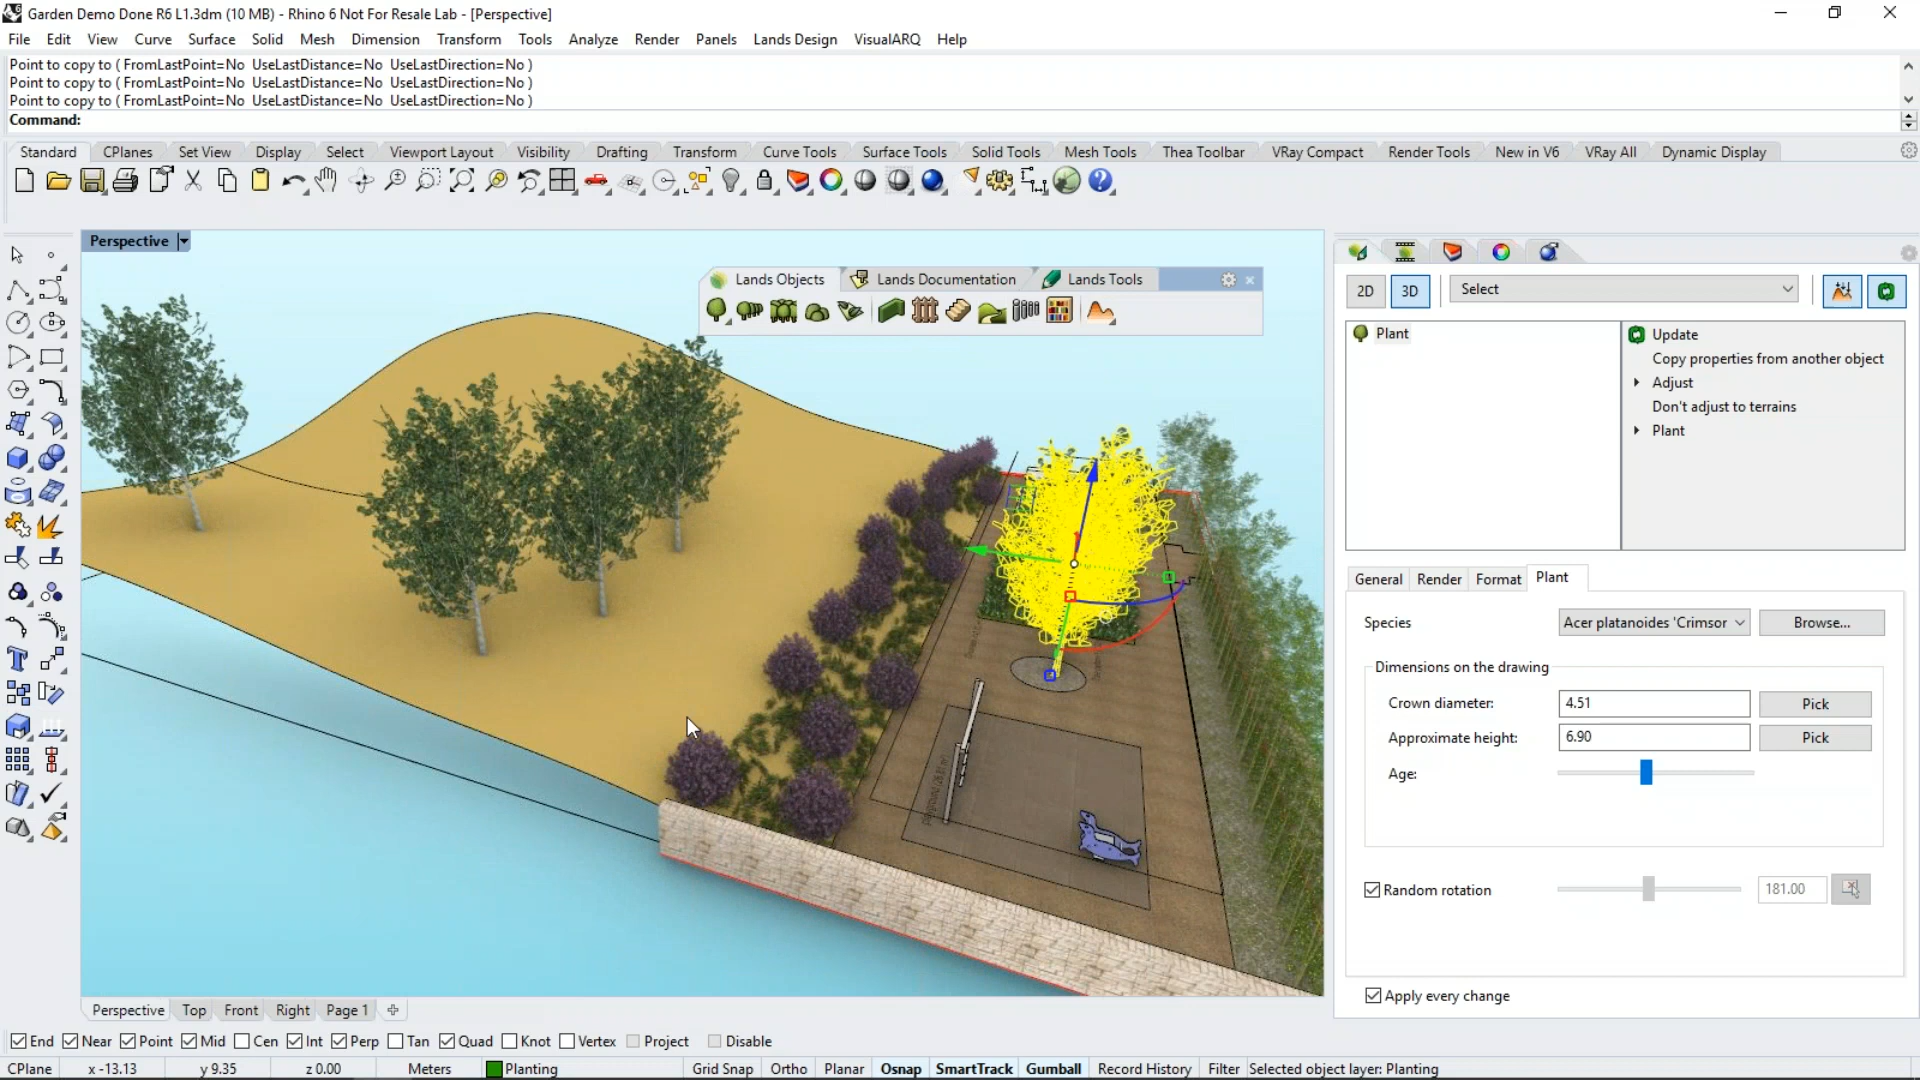 Garden Demo Done R6 L1.3dm (10 MB) - Rhino 6 Not For Resale Lab - [Perspective]
File Edit View Curve Surface Solid Mesh Dimension Transform Tools Analyze Render Panels Lands Design VisualARQ Help
Point to copy to ( FromLastPoint=No UseLastDistance=No UseLastDirection=No )
Point to copy to ( FromLastPoint=No UseLastDistance=No UseLastDirection=No )
Point to copy to ( FromLastPoint=No UseLastDistance=No UseLastDirection=No )
Command:
Standard CPlanes Set View Display Select Viewport Layout Visibility Drafting Transform Curve Tools Surface Tools Solid Tools Mesh Tools Thea Toolbar VRay Compact Render Tools New in V6 VRay All Dynamic Display
Perspective
Lands Objects Lands Documentation Lands Tools
2D 3D Select
Plant
Update
Copy properties from another object
Adjust
Don't adjust to terrains
Plant
General Render Format Plant
Species Acer platanoides 'Crimsor Browse...
Dimensions on the drawing
Crown diameter: 4.51 Pick
Approximate height: 6.90 Pick
Age:
Random rotation 181.00
Apply every change
Perspective Top Front Right Page 1
End Near Point Mid Cen Int Perp Tan Quad Knot Vertex Project Disable
CPlane x -13.13 y 9.35 z 0.00 Meters Planting Grid Snap Ortho Planar Osnap SmartTrack Gumball Record History Filter Selected object layer: Planting